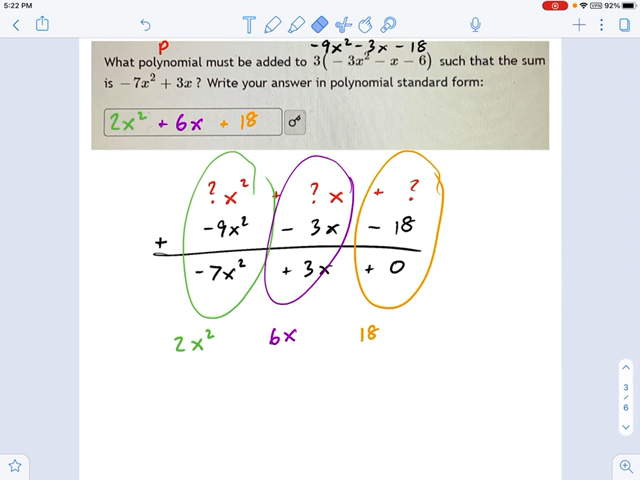 5:22 PM
VPN 92%
P
-9x² - 3x - 18
What polynomial must be added to 3(-3x² - x - 6) such that the sum
is -7x² + 3x? Write your answer in polynomial standard form:
2x² + 6x + 18
?x² + ?x + ?
-9x² - 3x - 18
+
-7x² + 3x + 0
2x² 6x 18
3
/
6